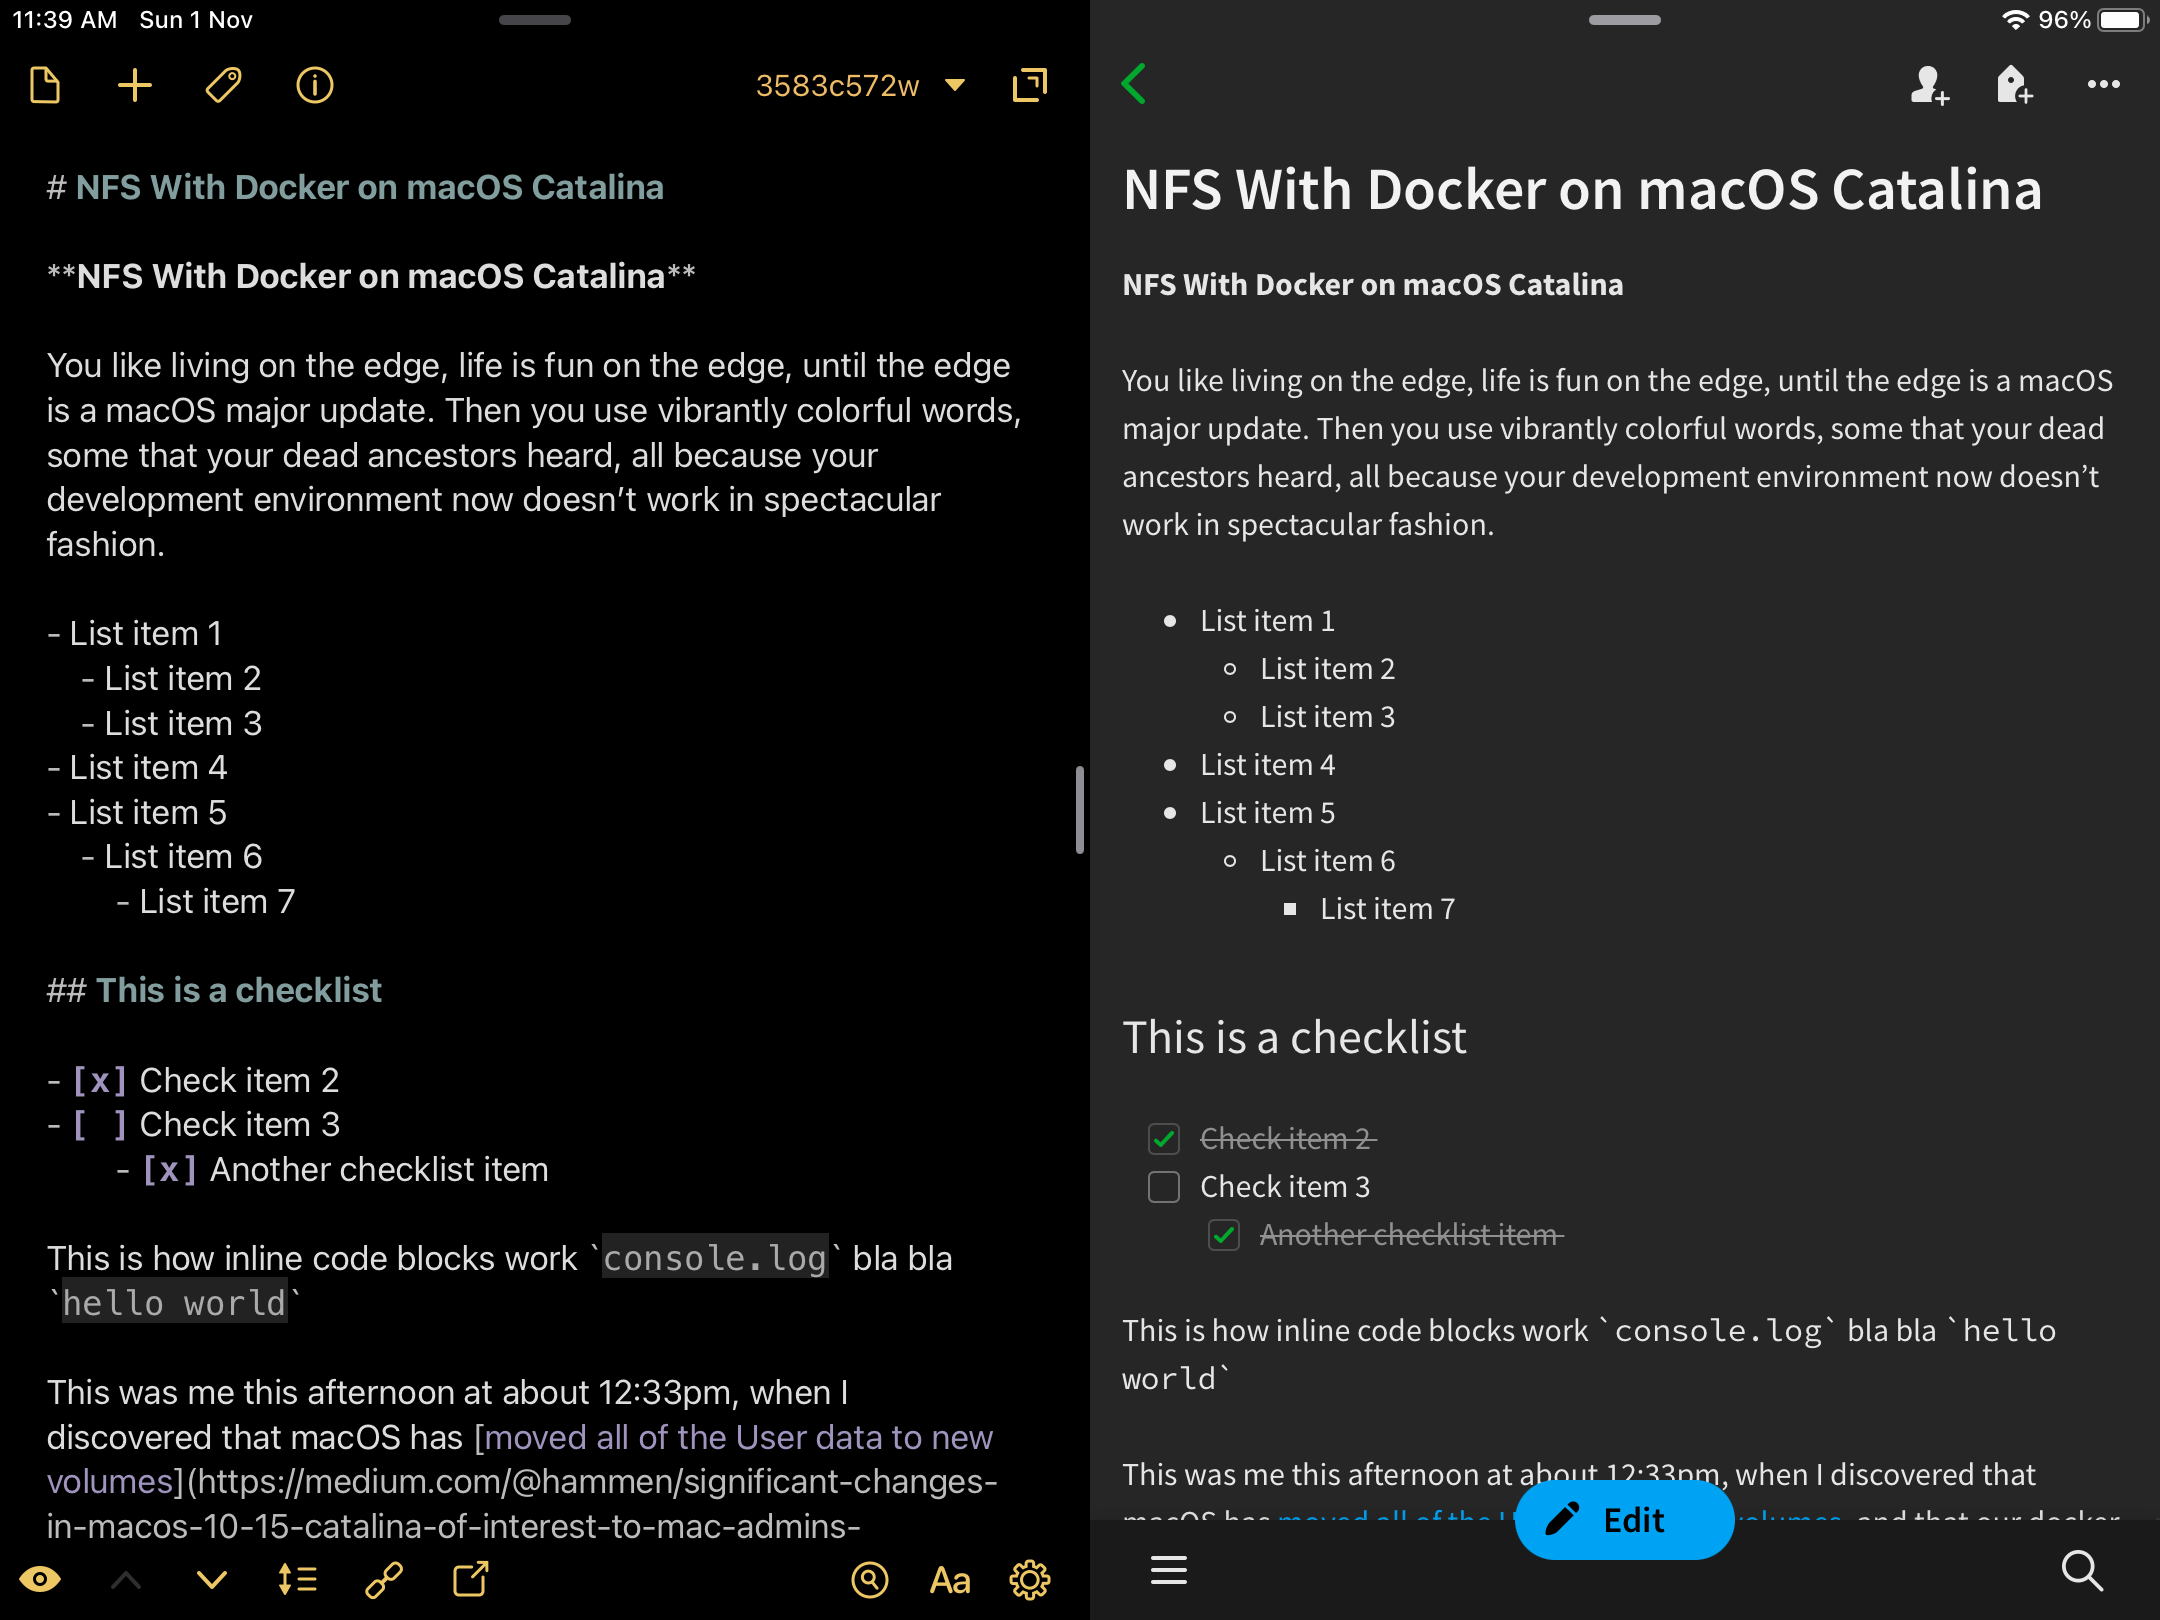 11:39 AM Sun 1 Nov
3583c572w
# NFS With Docker on macOS Catalina
**NFS With Docker on macOS Catalina**
You like living on the edge, life is fun on the edge, until the edge
is a macOS major update. Then you use vibrantly colorful words,
some that your dead ancestors heard, all because your
development environment now doesn’t work in spectacular
fashion.
- List item 1
- List item 2
- List item 3
- List item 4
- List item 5
- List item 6
- List item 7
## This is a checklist
- [x] Check item 2
- [ ] Check item 3
- [x] Another checklist item
This is how inline code blocks work `console.log` bla bla
`hello world`
This was me this afternoon at about 12:33pm, when I
discovered that macOS has [moved all of the User data to new
volumes](https://medium.com/@hammen/significant-changes-
in-macos-10-15-catalina-of-interest-to-mac-admins-
Aa
96%
NFS With Docker on macOS Catalina
NFS With Docker on macOS Catalina
You like living on the edge, life is fun on the edge, until the edge is a macOS
major update. Then you use vibrantly colorful words, some that your dead
ancestors heard, all because your development environment now doesn’t
work in spectacular fashion.
List item 1
List item 2
List item 3
List item 4
List item 5
List item 6
List item 7
This is a checklist
Check item 2
Check item 3
Another checklist item
This is how inline code blocks work `console.log` bla bla `hello
world`
This was me this afternoon at about 12:33pm, when I discovered that
macOS has moved all of the volumes, and that our docker
Edit